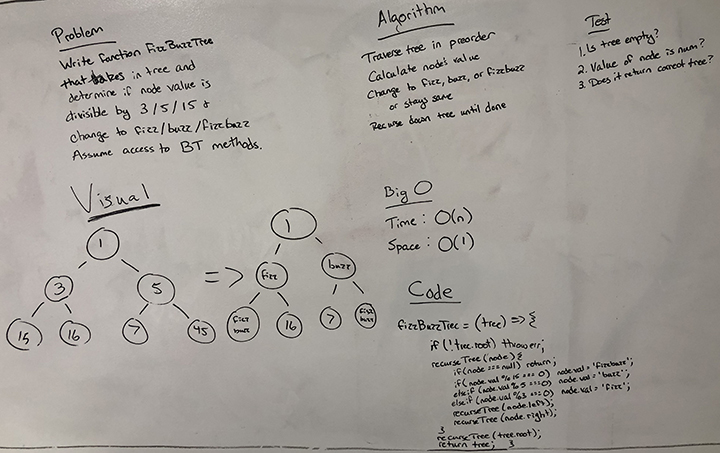 Problem
Write function FizzBuzzTree
that takes in tree and
determine if node value is
divisible by 3/5/15 &
change to fizz/buzz/fizzbuzz
Assume access to BT methods.
Algorithm
Traverse tree in preorder
Calculate node's value
Change to fizz, buzz, or fizzbuzz
or stays same
Recurse down tree until done
Test
1. Is tree empty?
2. Value of node is num?
3. Does it return correct tree?
Visual
1
3
5
15
16
7
45
=>
1
fizz
buzz
fizz
buzz
16
7
fizz
buzz
Big O
Time: O(n)
Space: O(1)
Code
fizzBuzzTree = (tree) => {
if (!tree.root) throw err;
recurseTree(node) {
if(node === null) return;
if(node.val % 15 === 0) node.val = 'fizzbuzz';
else if (node.val % 5 === 0) node.val = 'buzz';
else if (node.val % 3 === 0) node.val = 'fizz';
recurseTree(node.left);
recurseTree(node.right);
}
recurseTree(tree.root);
return tree; }